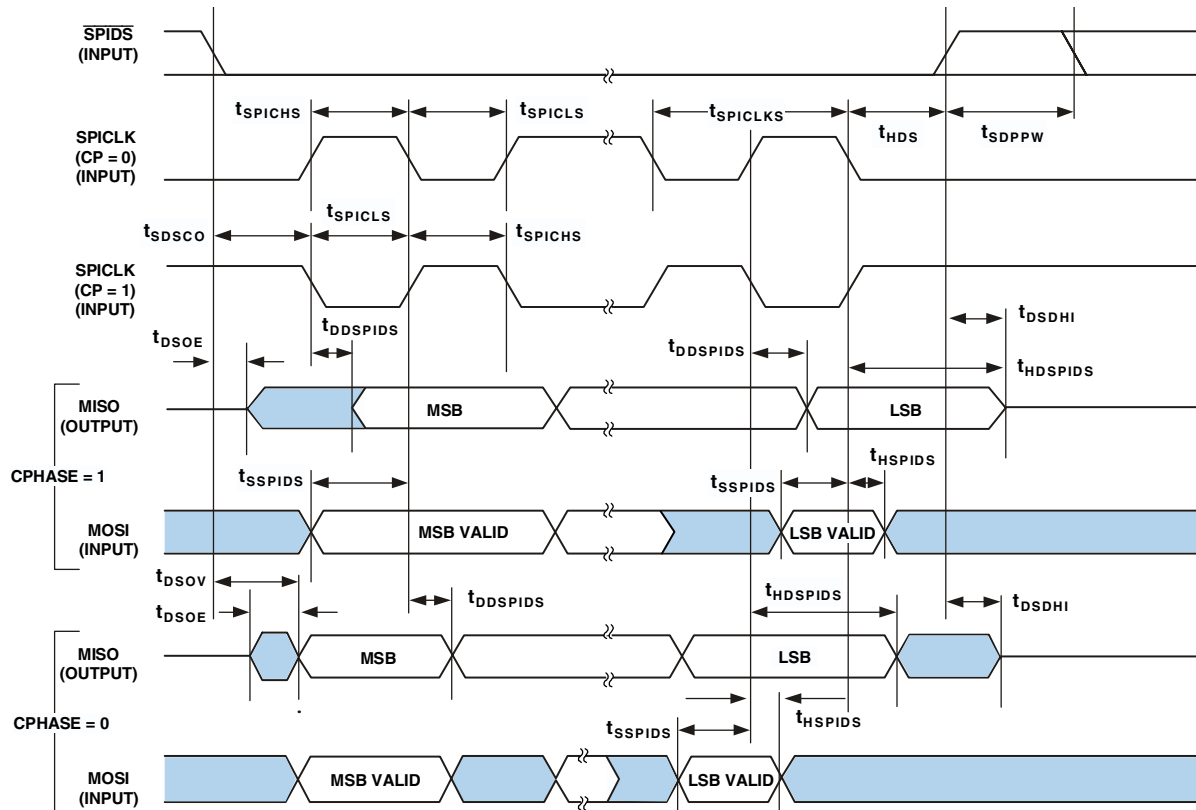 SPIDS
(INPUT)
tSPICHS
tSPICLS
tSPICLKS
tHDS
tSDPPW
SPICLK
(CP = 0)
(INPUT)
tSDSCO
tSPICLS
tSPICHS
SPICLK
(CP = 1)
(INPUT)
tDSOE
tDDSPIDS
tDDSPIDS
tDSDHI
tHDSPIDS
MISO
(OUTPUT)
MSB
LSB
CPHASE = 1
tSSPIDS
tSSPIDS
tHSPIDS
MOSI
(INPUT)
MSB VALID
LSB VALID
tDSOV
tDSOE
tDDSPIDS
tHDSPIDS
tDSDHI
MISO
(OUTPUT)
MSB
LSB
CPHASE = 0
tSSPIDS
tHSPIDS
MOSI
(INPUT)
MSB VALID
LSB VALID